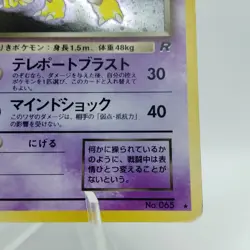 りきポケモン：身長1.5m、体重48kg
R
テレポートブラスト 30
のぞむなら、ダメージを与えた後、自分の控え
ポケモンを1匹選び、このカードと入れ替えて
もよい。
マインドショック 40
このワザのダメージは、相手の「弱点・抵抗力」
の影響を受けない。
にげる
何かに操られているか
のように、戦闘中は表
情ひとつ変えることが
ないという。
No.065 ★